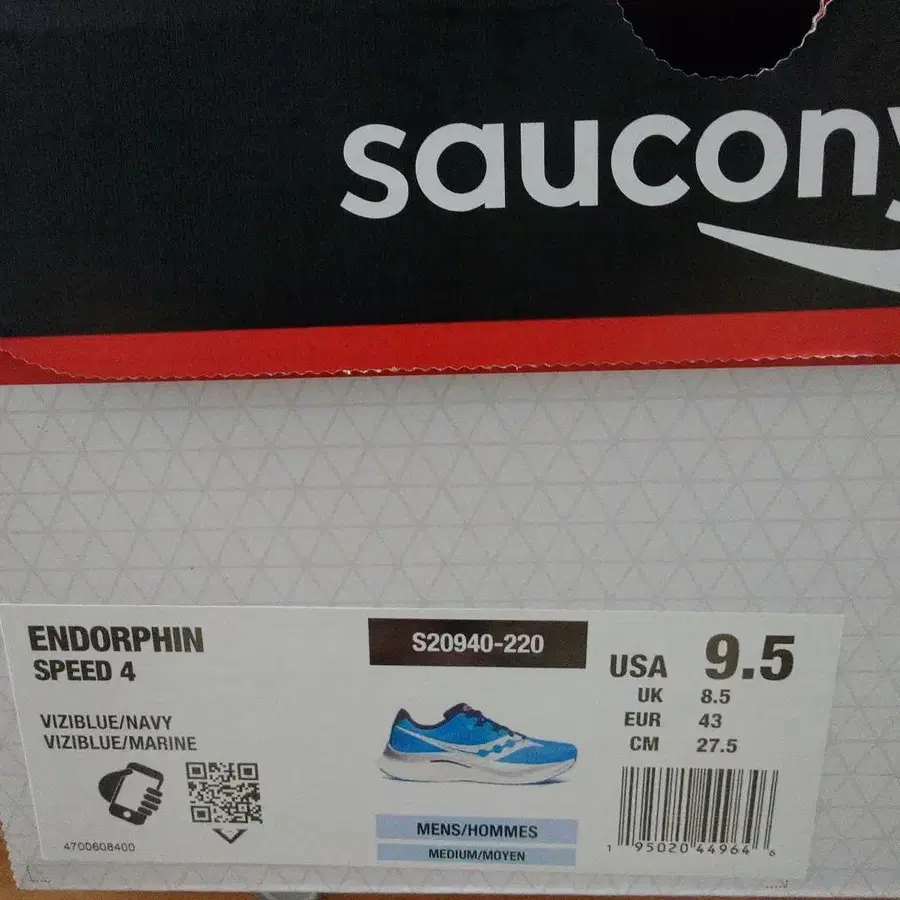 saucony
ENDORPHIN
SPEED 4
VIZIBLUE/NAVY
VIZIBLUE/MARINE
4700608400
S20940-220
MENS/HOMMES
MEDIUM/MOYEN
USA 9.5
UK 8.5
EUR 43
CM 27.5
1 95020 44964 6